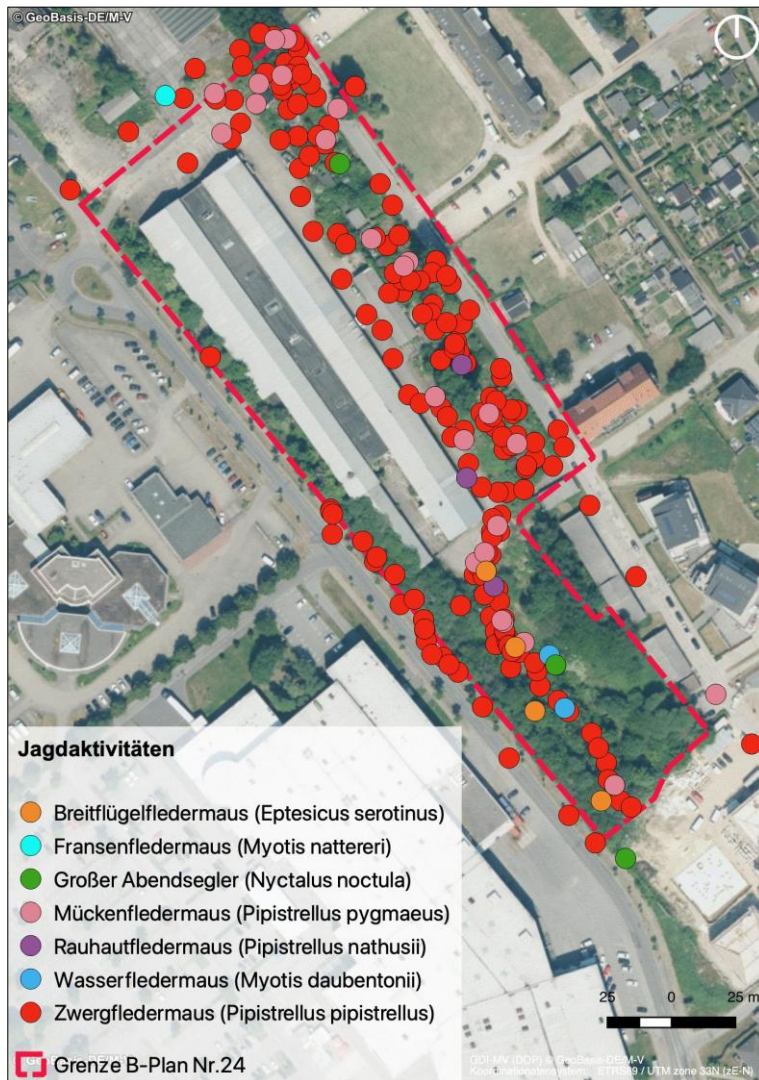 © GeoBasis-DE/M-V
Jagdaktivitäten
Breitflügelfledermaus (Eptesicus serotinus)
Fransenfledermaus (Myotis nattereri)
Großer Abendsegler (Nyctalus noctula)
Mückenfledermaus (Pipistrellus pygmaeus)
Rauhautfledermaus (Pipistrellus nathusii)
Wasserfledermaus (Myotis daubentonii)
Zwergfledermaus (Pipistrellus pipistrellus)
Grenze B-Plan Nr.24
25 0 25 m
GDI-MV (DOP) © GeoBasis-DE/M-V
Koordinatensystem: ETRS89 / UTM zone 33N (zE-N)